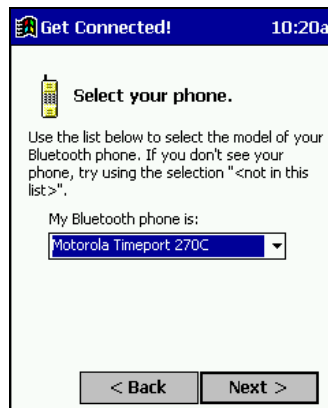 Get Connected! 10:20a
Select your phone.
Use the list below to select the model of your
Bluetooth phone. If you don't see your
phone, try using the selection "<not in this
list>".
My Bluetooth phone is:
Motorola Timeport 270C
< Back Next >